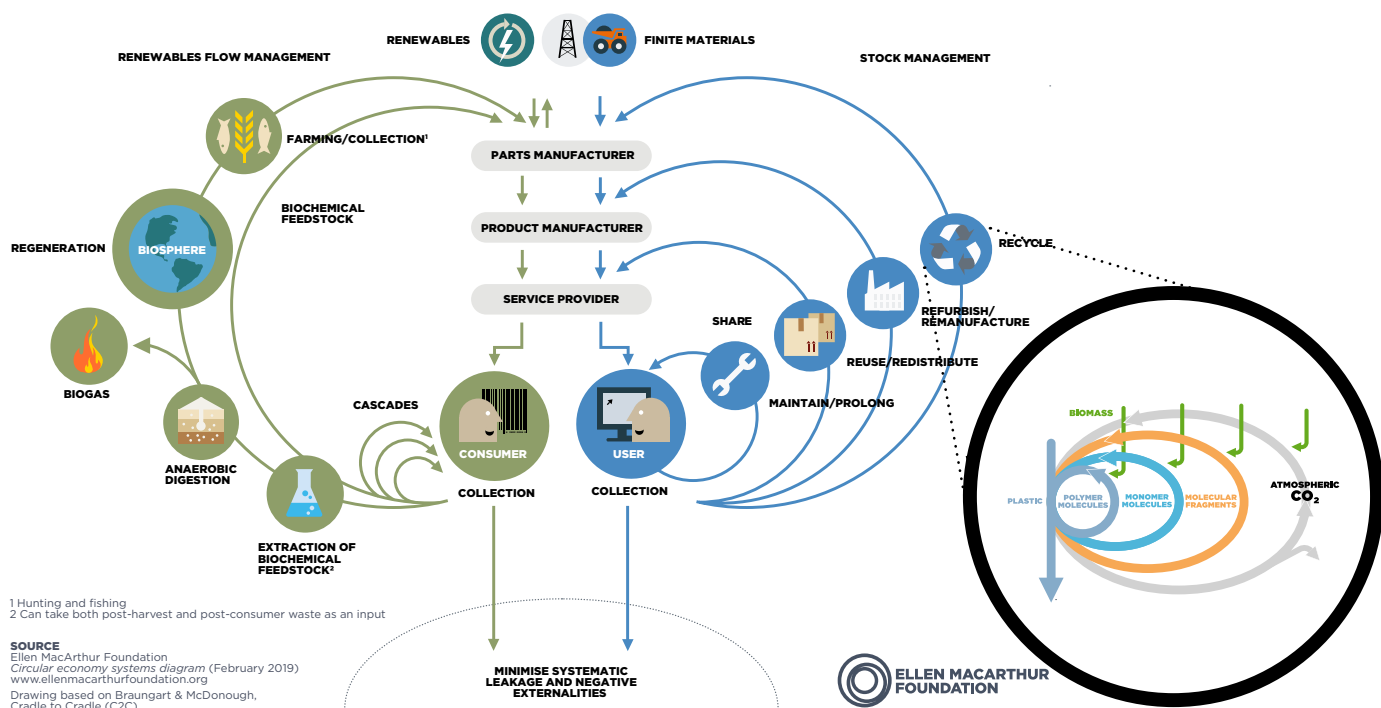 RENEWABLES
FINITE MATERIALS
RENEWABLES FLOW MANAGEMENT
STOCK MANAGEMENT
FARMING/COLLECTION¹
PARTS MANUFACTURER
BIOCHEMICAL
FEEDSTOCK
PRODUCT MANUFACTURER
REGENERATION
BIOSPHERE
RECYCLE
SERVICE PROVIDER
REFURBISH/
REMANUFACTURE
SHARE
REUSE/REDISTRIBUTE
BIOGAS
MAINTAIN/PROLONG
CASCADES
CONSUMER
USER
ANAEROBIC
DIGESTION
COLLECTION
COLLECTION
EXTRACTION OF
BIOCHEMICAL
FEEDSTOCK²
BIOMASS
PLASTIC
POLYMER
MOLECULES
MONOMER
MOLECULES
MOLECULAR
FRAGMENTS
ATMOSPHERIC
CO₂
1 Hunting and fishing
2 Can take both post-harvest and post-consumer waste as an input
SOURCE
Ellen MacArthur Foundation
Circular economy systems diagram (February 2019)
www.ellenmacarthurfoundation.org
Drawing based on Braungart & McDonough,
Cradle to Cradle (C2C)
MINIMISE SYSTEMATIC
LEAKAGE AND NEGATIVE
EXTERNALITIES
ELLEN MACARTHUR
FOUNDATION